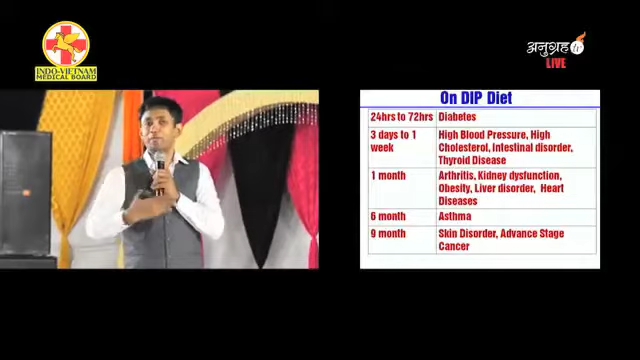 INDO-VIETNAM
MEDICAL BOARD
अनुग्रह tv
LIVE
On DIP Diet
24hrs to 72hrs Diabetes
3 days to 1 week High Blood Pressure, High
Cholesterol, Intestinal disorder,
Thyroid Disease
1 month Arthritis, Kidney dysfunction,
Obesity, Liver disorder, Heart
Diseases
6 month Asthma
9 month Skin Disorder, Advance Stage
Cancer